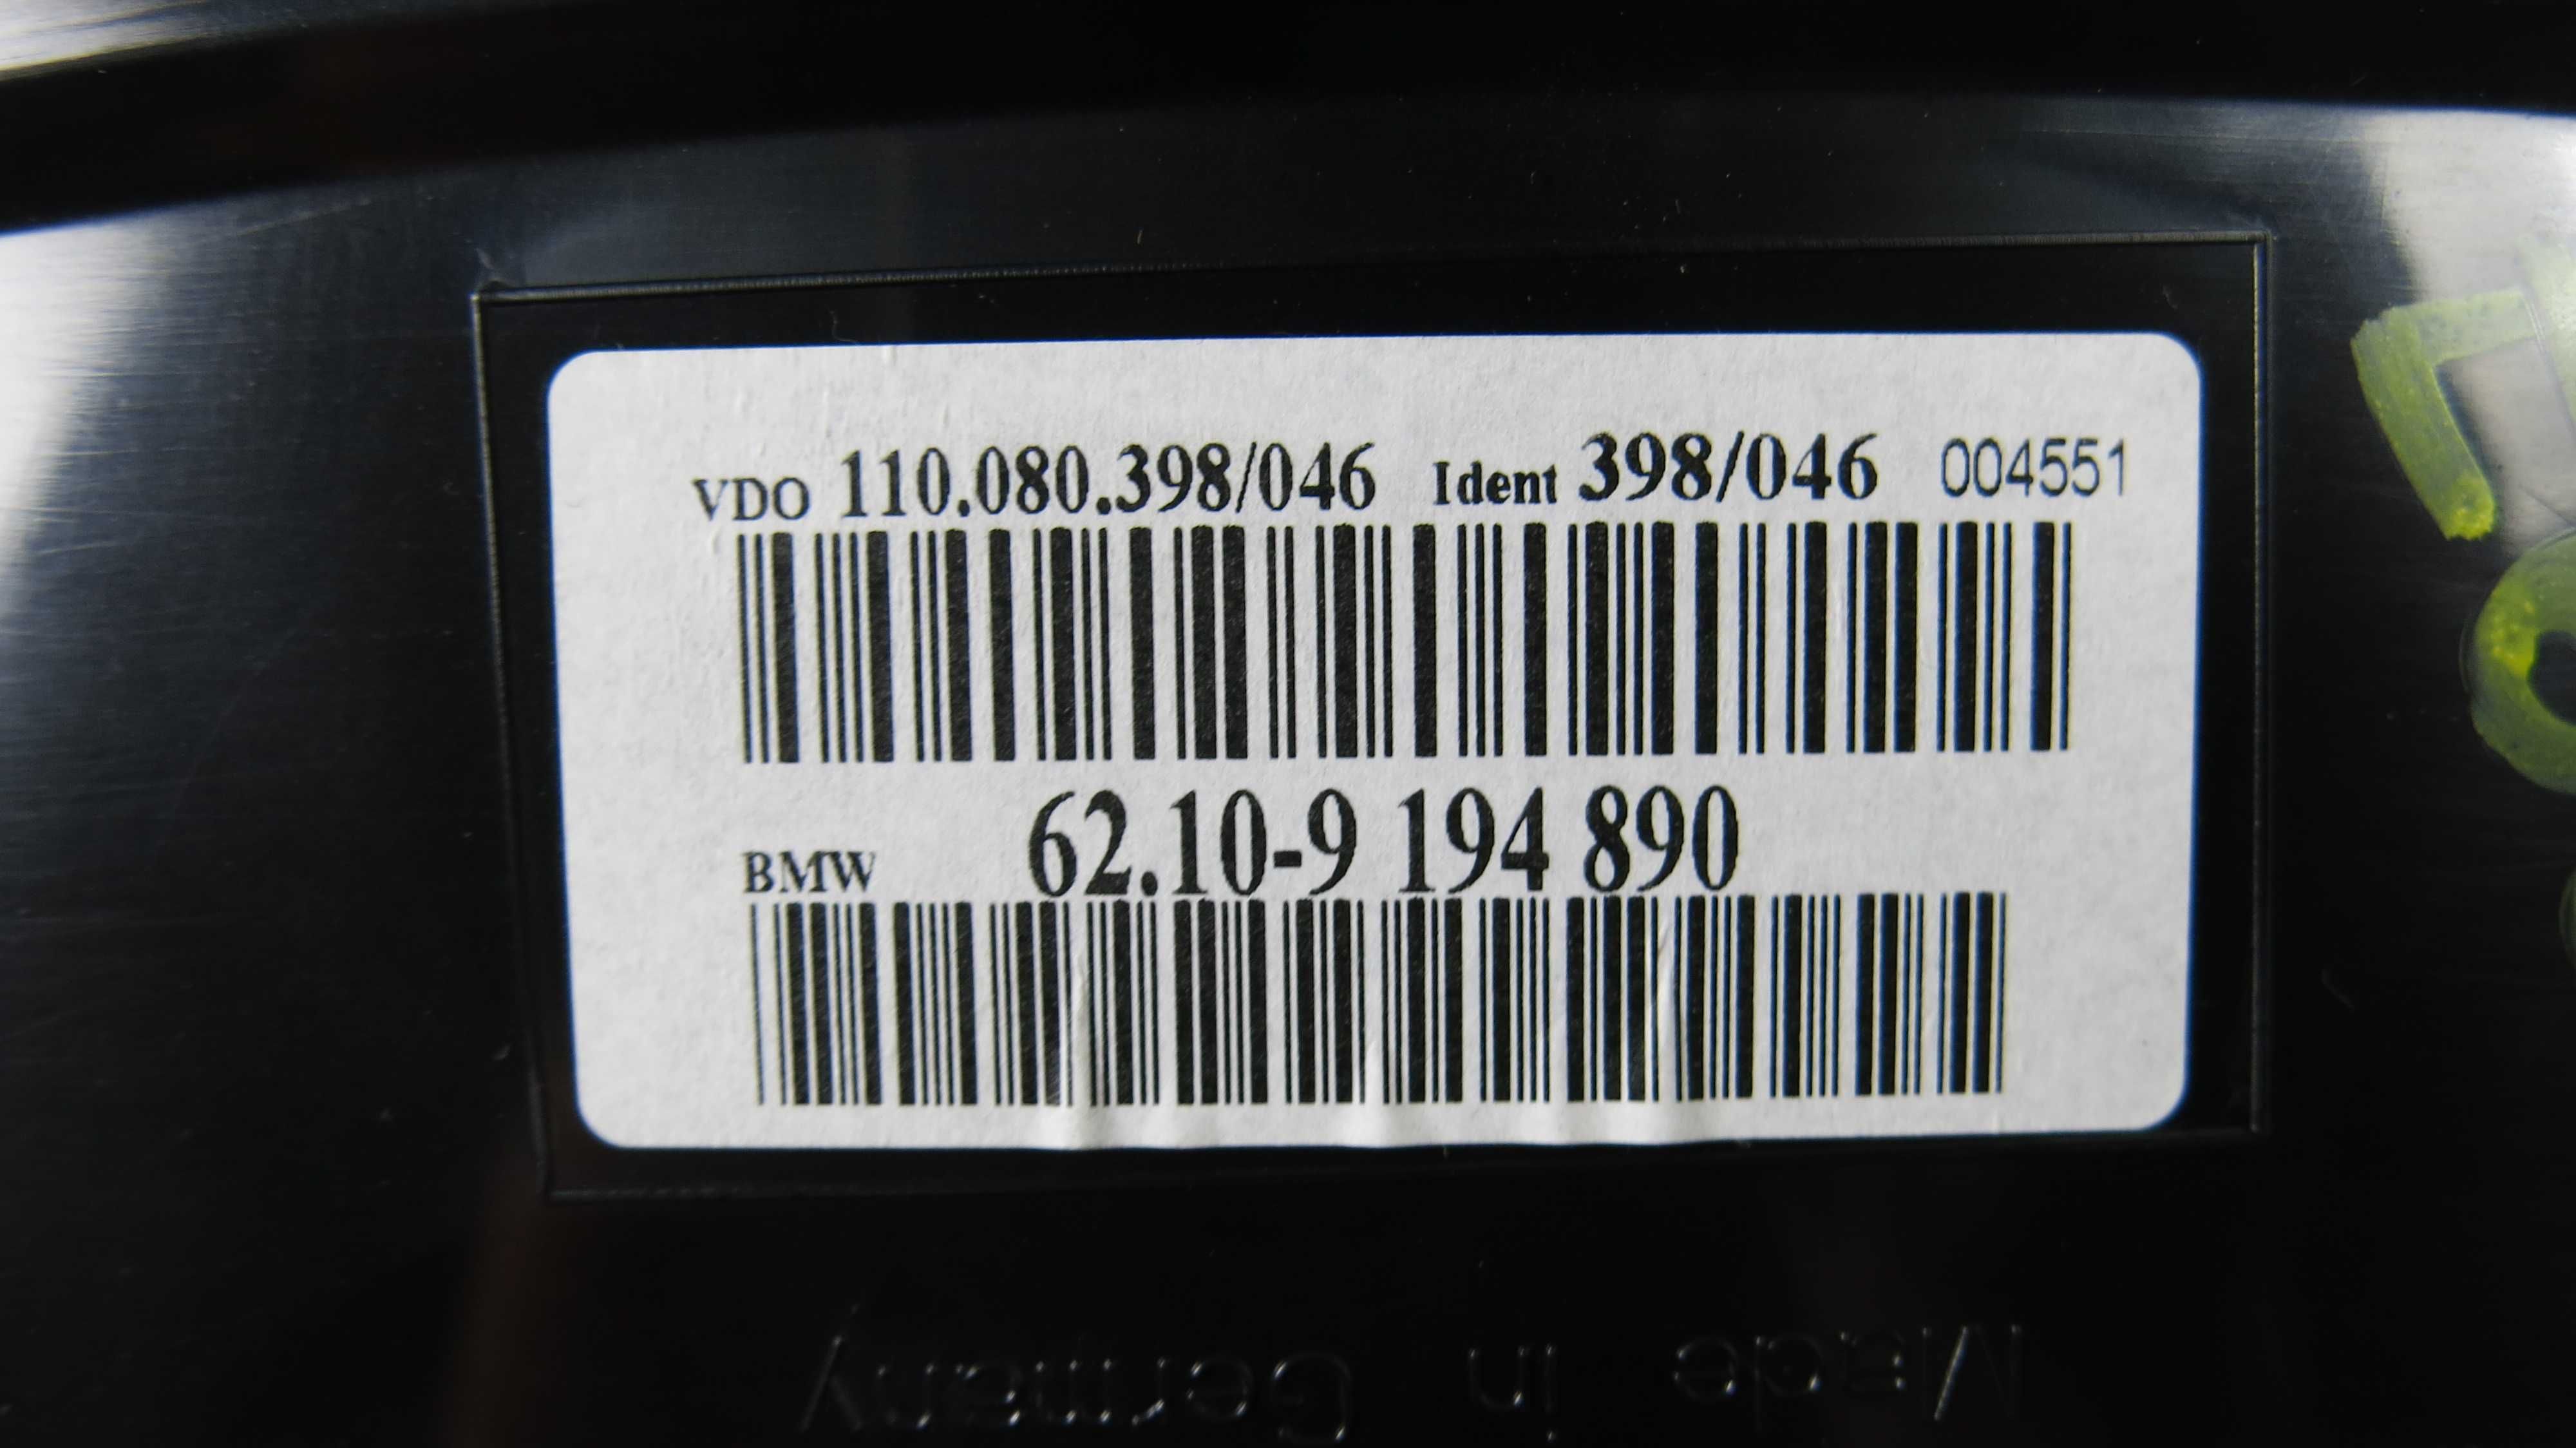 VDO 110.080.398/046 Ident 398/046 004551
BMW 62.10-9 194 890
Made in Germany